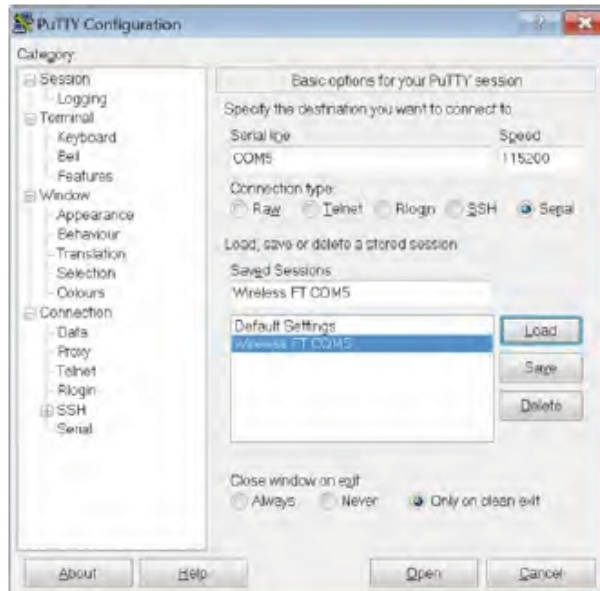 PuTTY Configuration
Category:
Session
Logging
Terminal
Keyboard
Bell
Features
Window
Appearance
Behaviour
Translation
Selection
Colours
Connection
Data
Proxy
Telnet
Rlogin
SSH
Serial
Basic options for your PuTTY session
Specify the destination you want to connect to
Serial line
Speed
COM5
115200
Connection type:
Raw
Telnet
Rlogin
SSH
Serial
Load, save or delete a stored session
Saved Sessions
Wireless FT COM5
Default Settings
Wireless FT COM5
Load
Save
Delete
Close window on exit:
Always
Never
Only on clean exit
About
Help
Open
Cancel